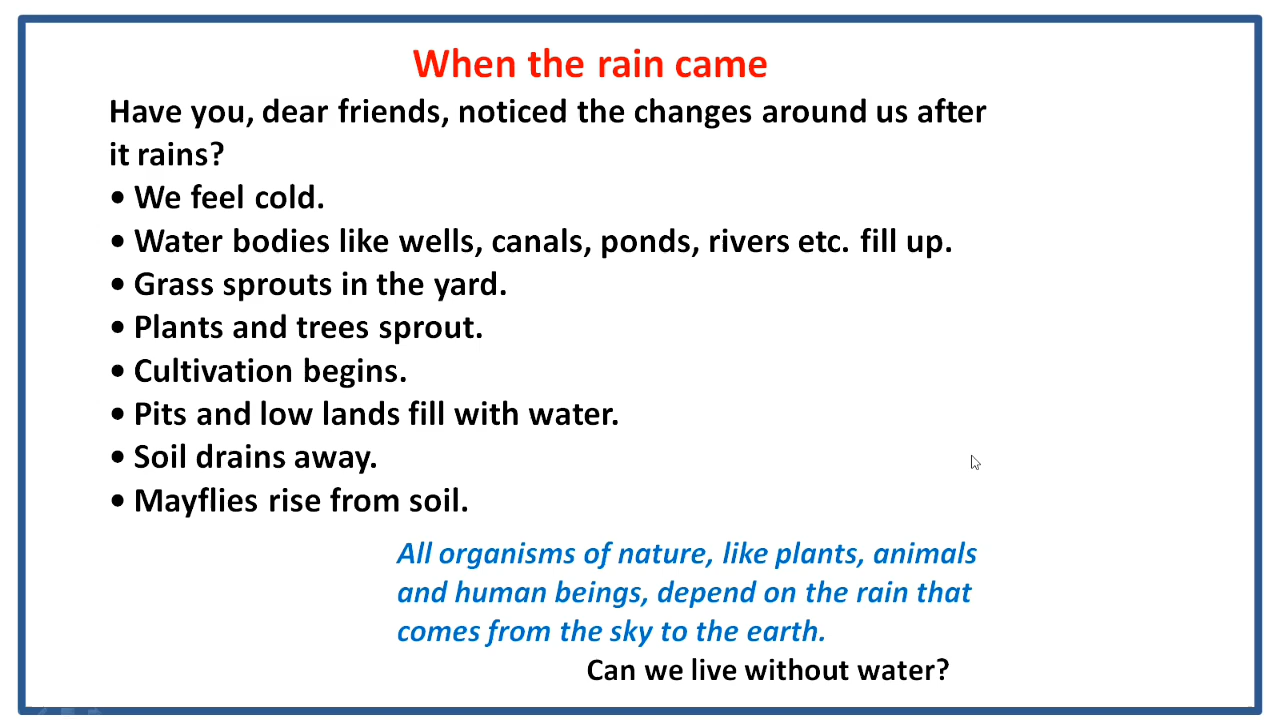 When the rain came
Have you, dear friends, noticed the changes around us after
it rains?
• We feel cold.
• Water bodies like wells, canals, ponds, rivers etc. fill up.
• Grass sprouts in the yard.
• Plants and trees sprout.
• Cultivation begins.
• Pits and low lands fill with water.
• Soil drains away.
• Mayflies rise from soil.
All organisms of nature, like plants, animals
and human beings, depend on the rain that
comes from the sky to the earth.
Can we live without water?